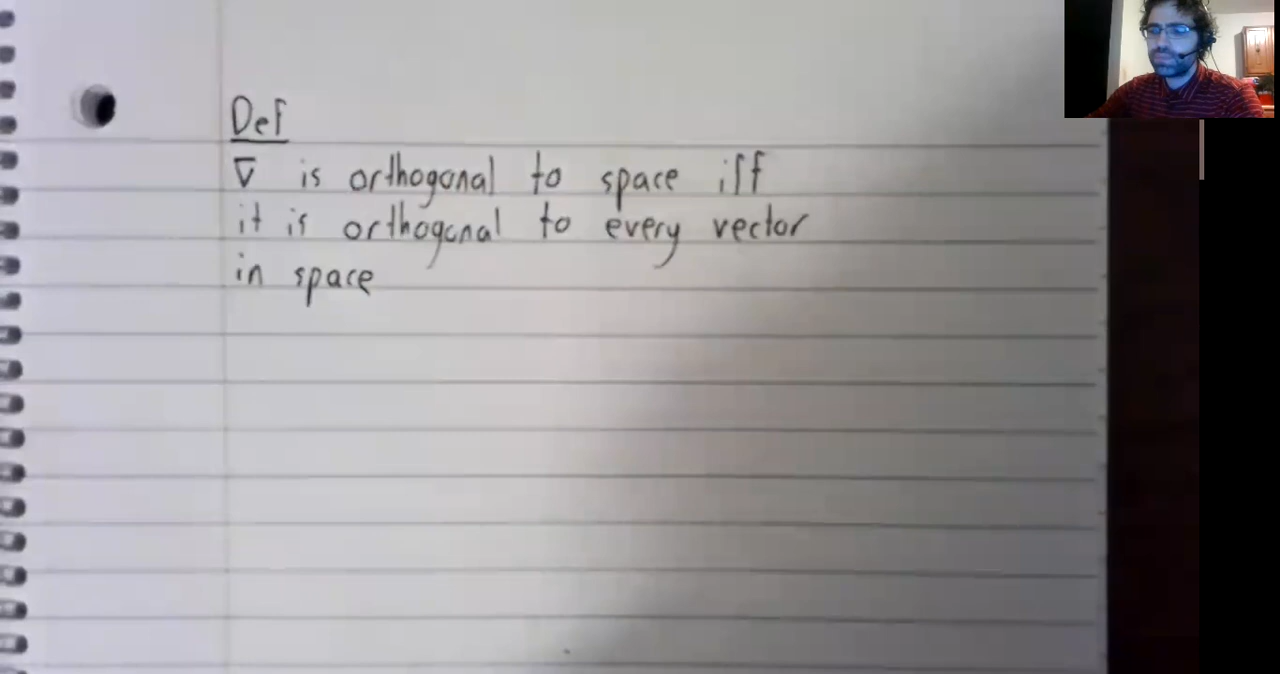 Def
v̅ is orthogonal to space iff
it is orthogonal to every vector
in space